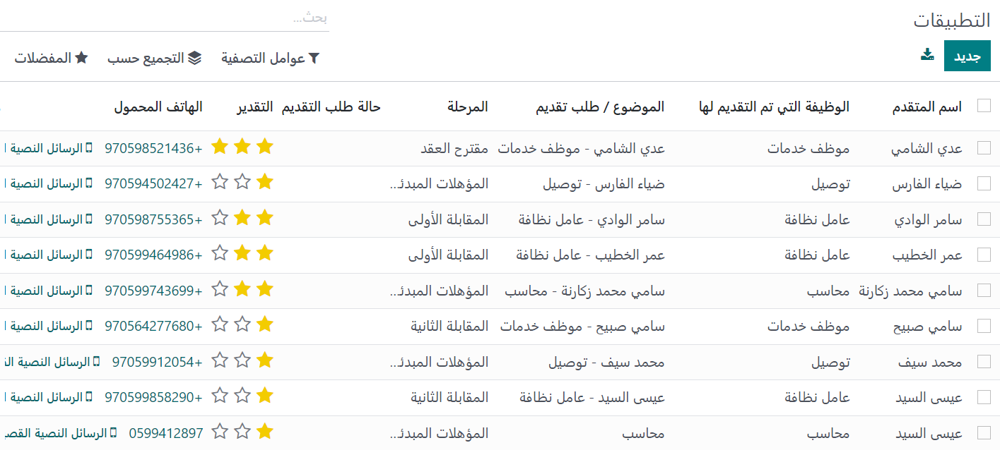 التطبيقات
بحث...
جديد
عوامل التصفية التجميع حسب المفضلات
اسم المتقدم الوظيفة التي تم التقديم لها الموضوع / طلب تقديم المرحلة حالة طلب التقديم التقدير الهاتف المحمول
عدي الشامي موظف خدمات عدي الشامي - موظف خدمات مقترح العقد +970598521436 الرسائل النصية ا
ضياء الفارس توصيل ضياء الفارس - توصيل المؤهلات المبدئ... +970594502427 الرسائل النصية ا
سامر الوادي عامل نظافة سامر الوادي - عامل نظافة المقابلة الأولى +970598755365 الرسائل النصية ا
عمر الخطيب عامل نظافة عمر الخطيب - عامل نظافة المقابلة الأولى +970599464986 الرسائل النصية ا
سامي محمد زكارنة محاسب سامي محمد زكارنة - محاسب المؤهلات المبدئ... +970599743699 الرسائل النصية ا
سامي صبيح موظف خدمات سامي صبيح - موظف خدمات المقابلة الثانية +970564277680 الرسائل النصية ا
محمد سيف توصيل محمد سيف - توصيل المؤهلات المبدئ... +97059912054 الرسائل النصية الق
عيسى السيد عامل نظافة عيسى السيد - عامل نظافة المقابلة الثانية +970599858290 الرسائل النصية ا
عيسى السيد محاسب محاسب المؤهلات المبدئ... 0599412897 الرسائل النصية القصي